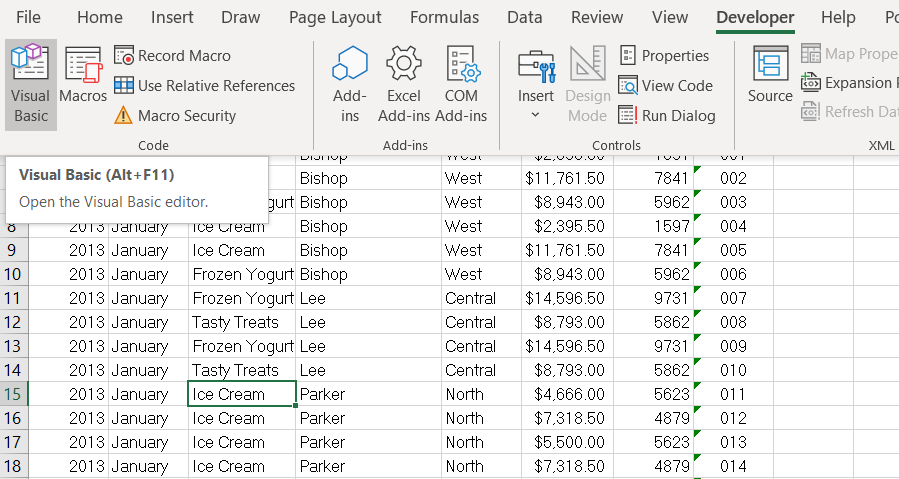 File Home Insert Draw Page Layout Formulas Data Review View Developer Help
Visual Basic
Macros
Record Macro
Use Relative References
Macro Security
Code
Add-ins
Excel Add-ins
COM Add-ins
Add-ins
Insert
Design Mode
Properties
View Code
Run Dialog
Controls
Source
Map Prope
Expansion
Refresh Dat
XML
Visual Basic (Alt+F11)
Open the Visual Basic editor.
Bishop West $11,761.50 7841 002
gurt Bishop West $8,943.00 5962 003
8 2013 January Ice Cream Bishop West $2,395.50 1597 004
9 2013 January Ice Cream Bishop West $11,761.50 7841 005
10 2013 January Frozen Yogurt Bishop West $8,943.00 5962 006
11 2013 January Frozen Yogurt Lee Central $14,596.50 9731 007
12 2013 January Tasty Treats Lee Central $8,793.00 5862 008
13 2013 January Frozen Yogurt Lee Central $14,596.50 9731 009
14 2013 January Tasty Treats Lee Central $8,793.00 5862 010
15 2013 January Ice Cream Parker North $4,666.00 5623 011
16 2013 January Ice Cream Parker North $7,318.50 4879 012
17 2013 January Ice Cream Parker North $5,500.00 5623 013
18 2013 January Ice Cream Parker North $7,318.50 4879 014